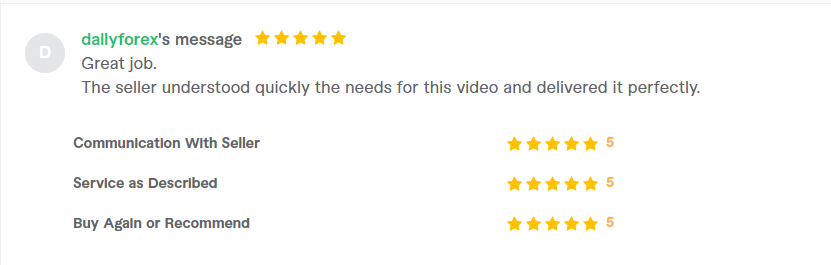 D
dallyforex's message
Great job.
The seller understood quickly the needs for this video and delivered it perfectly.
Communication With Seller 5
Service as Described 5
Buy Again or Recommend 5